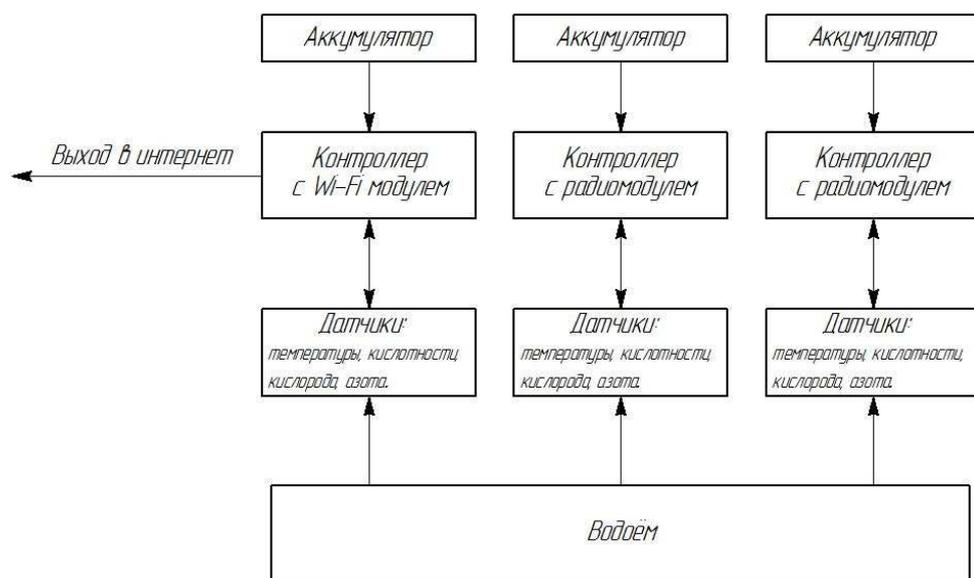 Аккумулятор
Аккумулятор
Аккумулятор
Выход в интернет
Контроллер
с Wi-Fi модулем
Контроллер
с радиомодулем
Контроллер
с радиомодулем
Датчики:
температуры, кислотности,
кислорода, азота.
Датчики:
температуры, кислотности,
кислорода, азота.
Датчики:
температуры, кислотности,
кислорода, азота.
Водоём